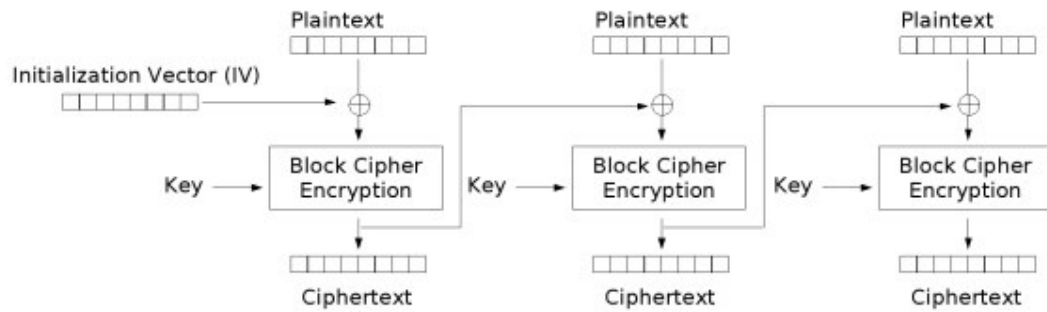 Plaintext Plaintext Plaintext
Initialization Vector (IV)
Key Block Cipher Encryption Key Block Cipher Encryption Key Block Cipher Encryption
Ciphertext Ciphertext Ciphertext